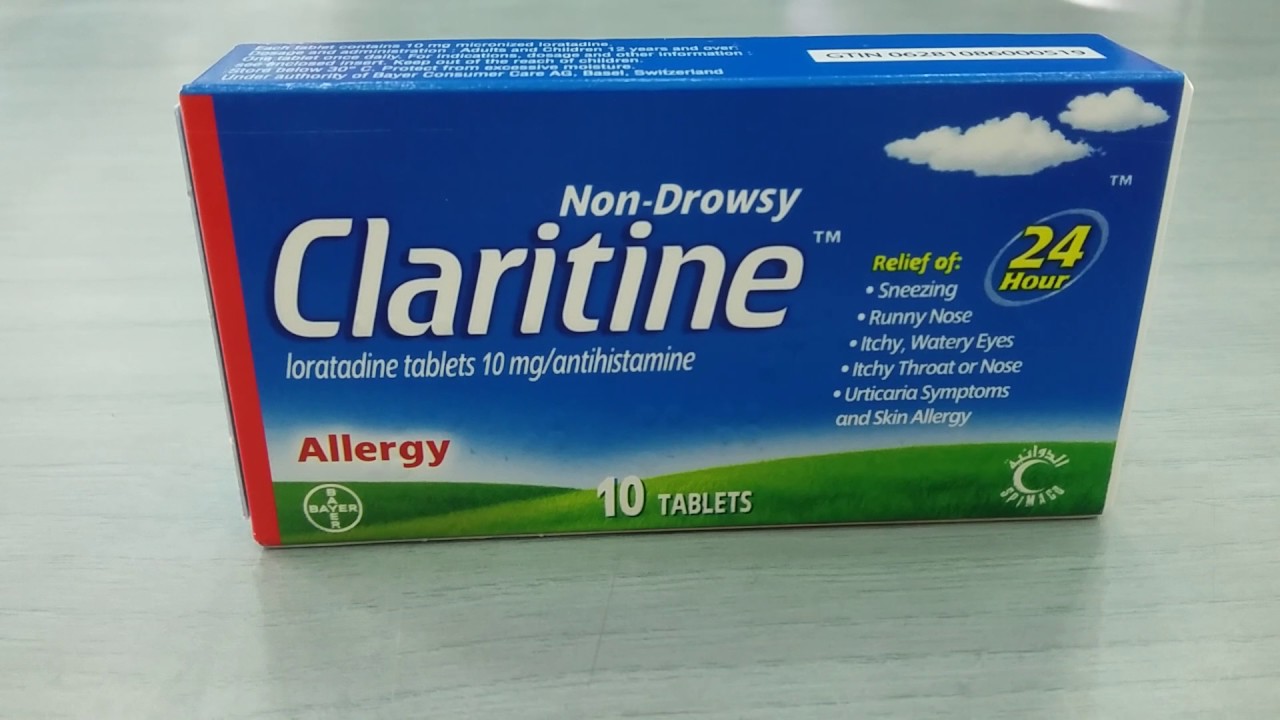 Each tablet contains 10 mg micronized loratadine.
Dosage and administration : Adults and Children 12 years and over:
One tablet once daily. Indications, dosage and other information :
see enclosed insert. Keep out of the reach of children.
Store below 30° C. Protect from excessive moisture.
Under authority of Bayer Consumer Care AG, Basel, Switzerland
GTIN 06281086000519
TM
Non-Drowsy
Claritine TM
loratadine tablets 10 mg/antihistamine
24
Hour
Relief of:
• Sneezing
• Runny Nose
• Itchy, Watery Eyes
• Itchy Throat or Nose
• Urticaria Symptoms
and Skin Allergy
Allergy
BAYER
BAYER
10 TABLETS
الدوائية
SPIMACO